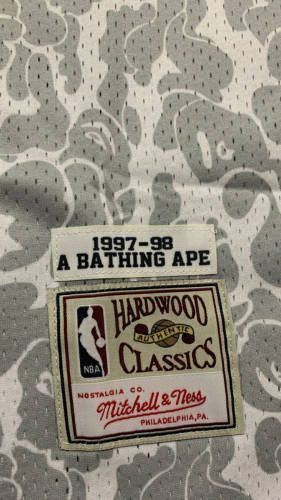 1997-98
A BATHING APE
HARDWOOD
AUTHENTIC
CLASSICS
NBA
NOSTALGIA CO.
Mitchell & Ness
PHILADELPHIA, PA.